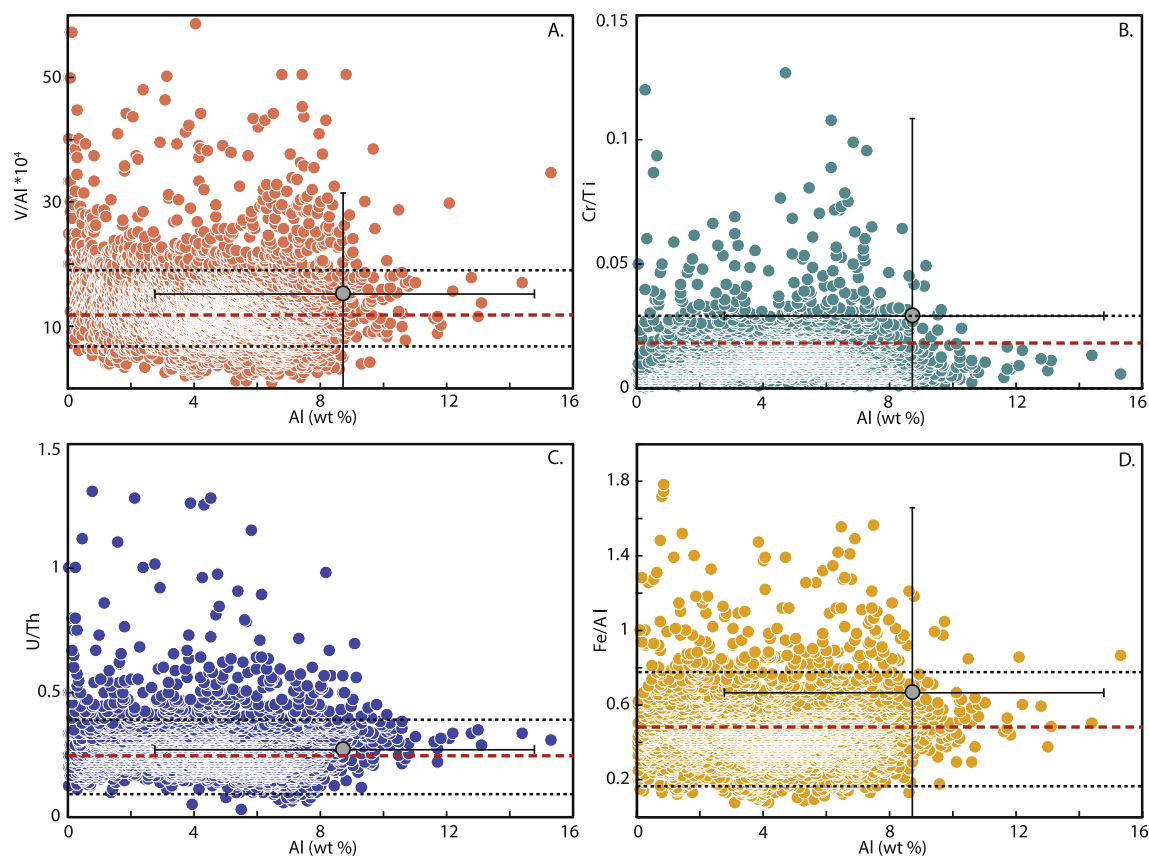 A.
50
30
10
V/Al *10⁴
0 4 8 12 16
Al (wt %)
B.
0.15
0.1
0.05
0
Cr/Ti
0 4 8 12 16
Al (wt %)
C.
1.5
1
0.5
0
U/Th
0 4 8 12 16
Al (wt %)
D.
1.8
1.4
1
0.6
0.2
Fe/Al
0 4 8 12 16
Al (wt %)